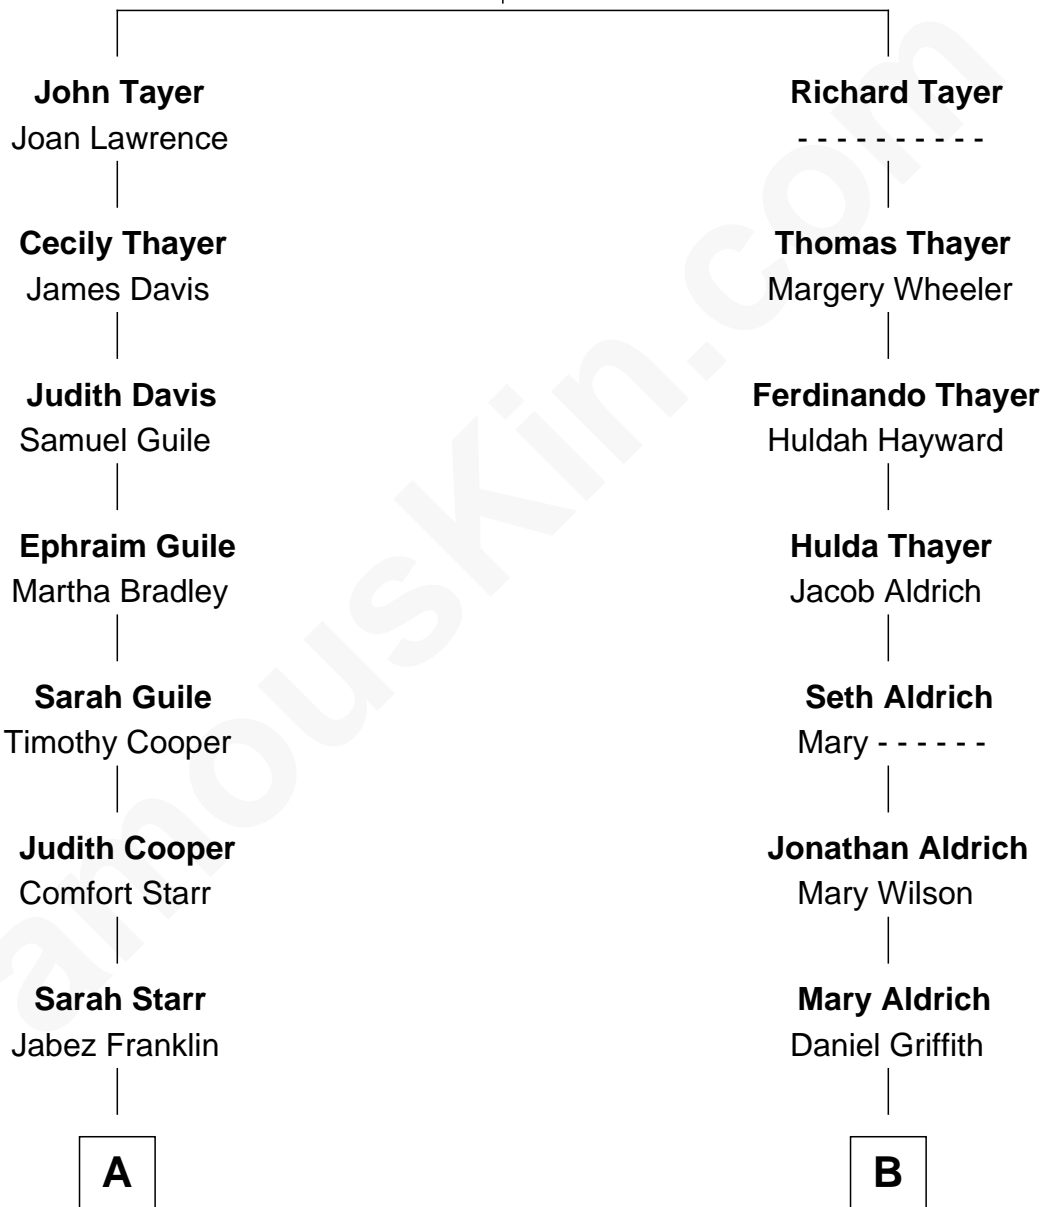 John Tayer
Joan Lawrence
Richard Tayer
- - - - - - - - - -
Cecily Thayer
James Davis
Thomas Thayer
Margery Wheeler
Judith Davis
Samuel Guile
Ferdinando Thayer
Huldah Hayward
Ephraim Guile
Martha Bradley
Hulda Thayer
Jacob Aldrich
Sarah Guile
Timothy Cooper
Seth Aldrich
Mary - - - - - -
Judith Cooper
Comfort Starr
Jonathan Aldrich
Mary Wilson
Sarah Starr
Jabez Franklin
Mary Aldrich
Daniel Griffith
A
B
amousKin.com